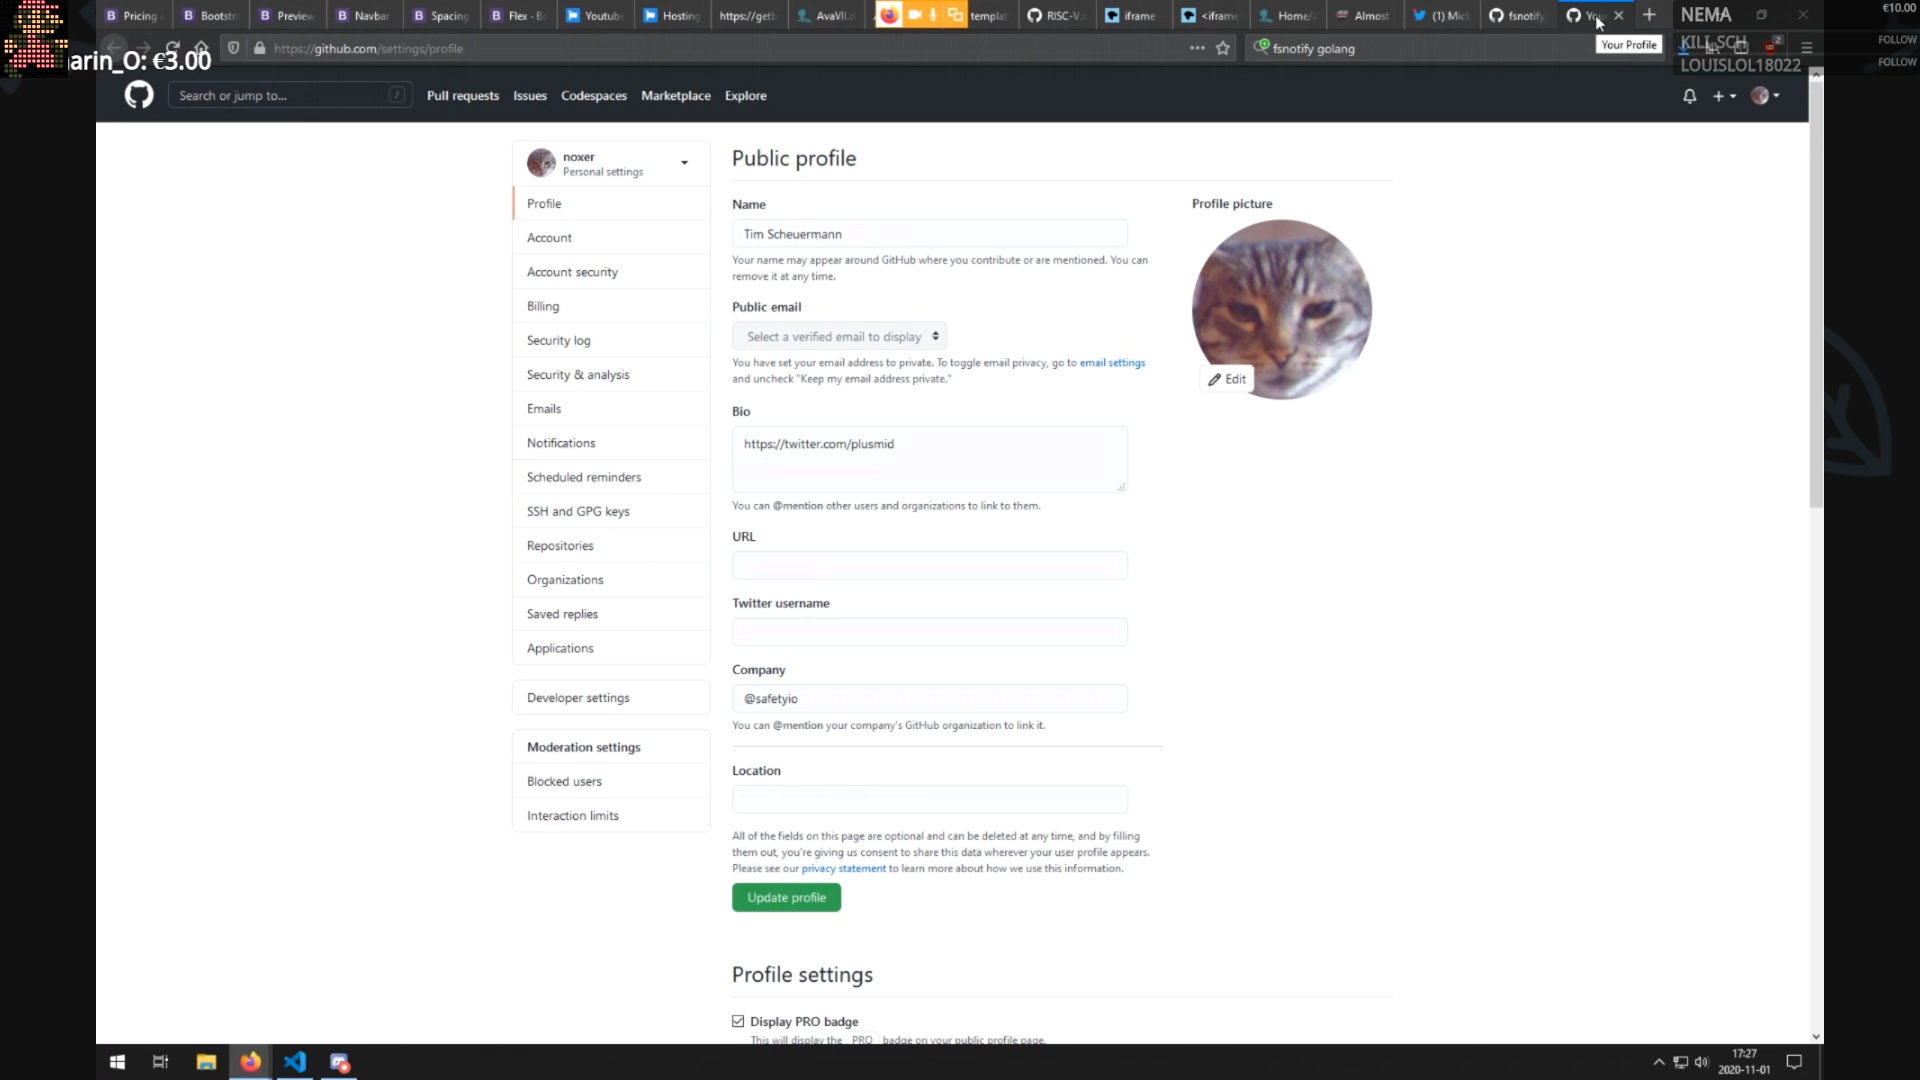 Pricing
Bootstr
Preview
Navbar
Spacing
Flex - B
Youtube
Hosting
https://getb
AvaVII.c
templat
RISC-V
iframe
<iframe
Home/
Almost
(1) Mic
fsnotify
You
NEMA
€10.00
arin_O: €3.00
https://github.com/settings/profile
fsnotify golang
Your Profile
KILL_SCH
FOLLOW
LOUISLOL18022
FOLLOW
Search or jump to...
/
Pull requests
Issues
Codespaces
Marketplace
Explore
noxer
Personal settings
Profile
Account
Account security
Billing
Security log
Security & analysis
Emails
Notifications
Scheduled reminders
SSH and GPG keys
Repositories
Organizations
Saved replies
Applications
Developer settings
Moderation settings
Blocked users
Interaction limits
Public profile
Name
Tim Scheuermann
Your name may appear around GitHub where you contribute or are mentioned. You can
remove it at any time.
Public email
Select a verified email to display
You have set your email address to private. To toggle email privacy, go to email settings
and uncheck "Keep my email address private."
Bio
https://twitter.com/plusmid
You can @mention other users and organizations to link to them.
URL
Twitter username
Company
@safetyio
You can @mention your company's GitHub organization to link it.
Location
All of the fields on this page are optional and can be deleted at any time, and by filling
them out, you're giving us consent to share this data wherever your user profile appears.
Please see our privacy statement to learn more about how we use this information.
Update profile
Profile picture
Edit
Profile settings
Display PRO badge
This will display the PRO badge on your public profile page.
17:27
2020-11-01